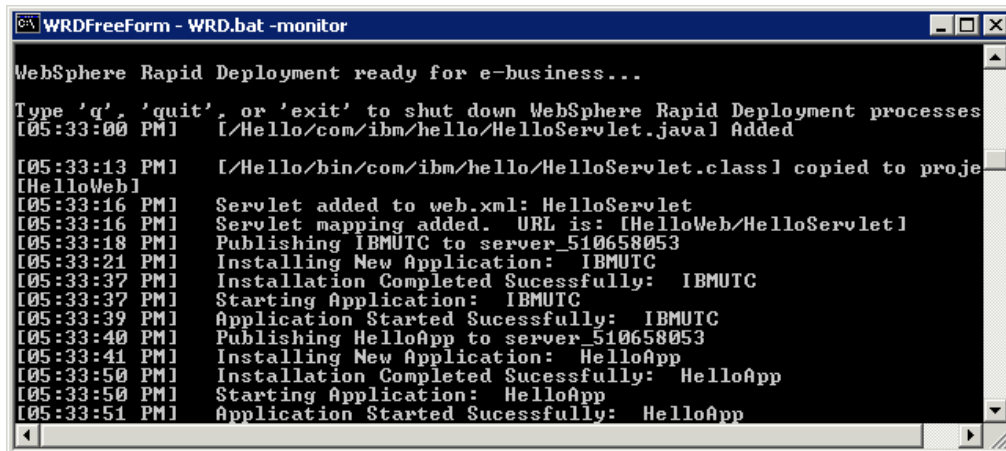 WRDFreeForm - WRD.bat -monitor
WebSphere Rapid Deployment ready for e-business...
Type 'q', 'quit', or 'exit' to shut down WebSphere Rapid Deployment processes
[05:33:00 PM] [/Hello/com/ibm/hello/HelloServlet.java] Added
[05:33:13 PM] [/Hello/bin/com/ibm/hello/HelloServlet.class] copied to proje
[HelloWeb]
[05:33:16 PM] Servlet added to web.xml: HelloServlet
[05:33:16 PM] Servlet mapping added. URL is: [HelloWeb/HelloServlet]
[05:33:18 PM] Publishing IBMUTC to server_510658053
[05:33:21 PM] Installing New Application: IBMUTC
[05:33:37 PM] Installation Completed Sucessfully: IBMUTC
[05:33:37 PM] Starting Application: IBMUTC
[05:33:39 PM] Application Started Sucessfully: IBMUTC
[05:33:40 PM] Publishing HelloApp to server_510658053
[05:33:41 PM] Installing New Application: HelloApp
[05:33:50 PM] Installation Completed Sucessfully: HelloApp
[05:33:50 PM] Starting Application: HelloApp
[05:33:51 PM] Application Started Sucessfully: HelloApp